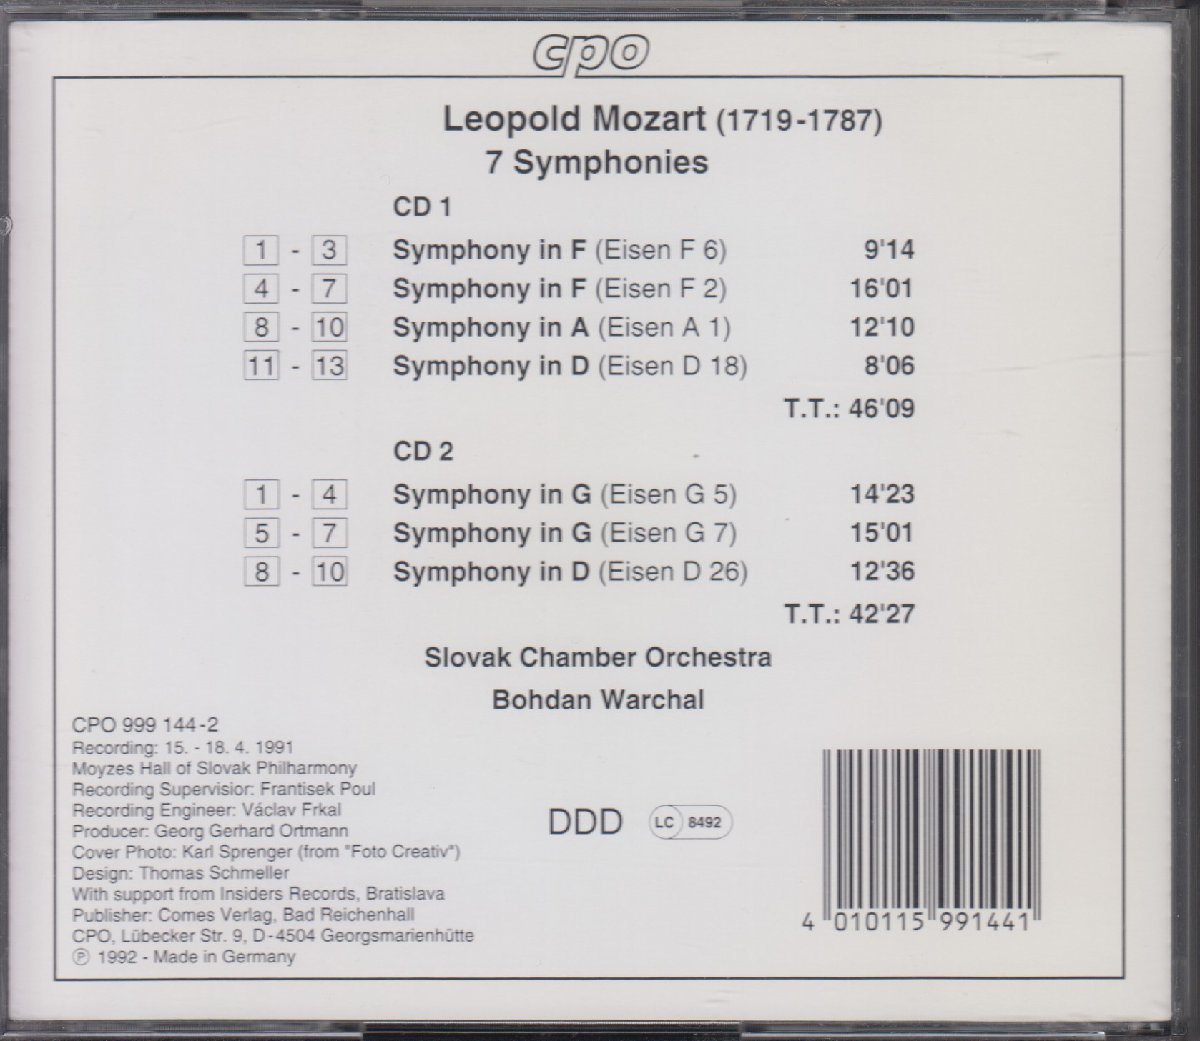 cpo
Leopold Mozart (1719-1787)
7 Symphonies
CD 1
1 - 3 Symphony in F (Eisen F 6) 9'14
4 - 7 Symphony in F (Eisen F 2) 16'01
8 - 10 Symphony in A (Eisen A 1) 12'10
11 - 13 Symphony in D (Eisen D 18) 8'06
T.T.: 46'09
CD 2
1 - 4 Symphony in G (Eisen G 5) 14'23
5 - 7 Symphony in G (Eisen G 7) 15'01
8 - 10 Symphony in D (Eisen D 26) 12'36
T.T.: 42'27
Slovak Chamber Orchestra
Bohdan Warchal
CPO 999 144-2
Recording: 15. - 18. 4. 1991
Moyzes Hall of Slovak Philharmony
Recording Supervisior: Frantisek Poul
Recording Engineer: Václav Frkal
Producer: Georg Gerhard Ortmann
Cover Photo: Karl Sprenger (from "Foto Creativ")
Design: Thomas Schmeller
With support from Insiders Records, Bratislava
Publisher: Comes Verlag, Bad Reichenhall
CPO, Lübecker Str. 9, D-4504 Georgsmarienhütte
℗ 1992 - Made in Germany
DDD LC 8492
4 010115 991441